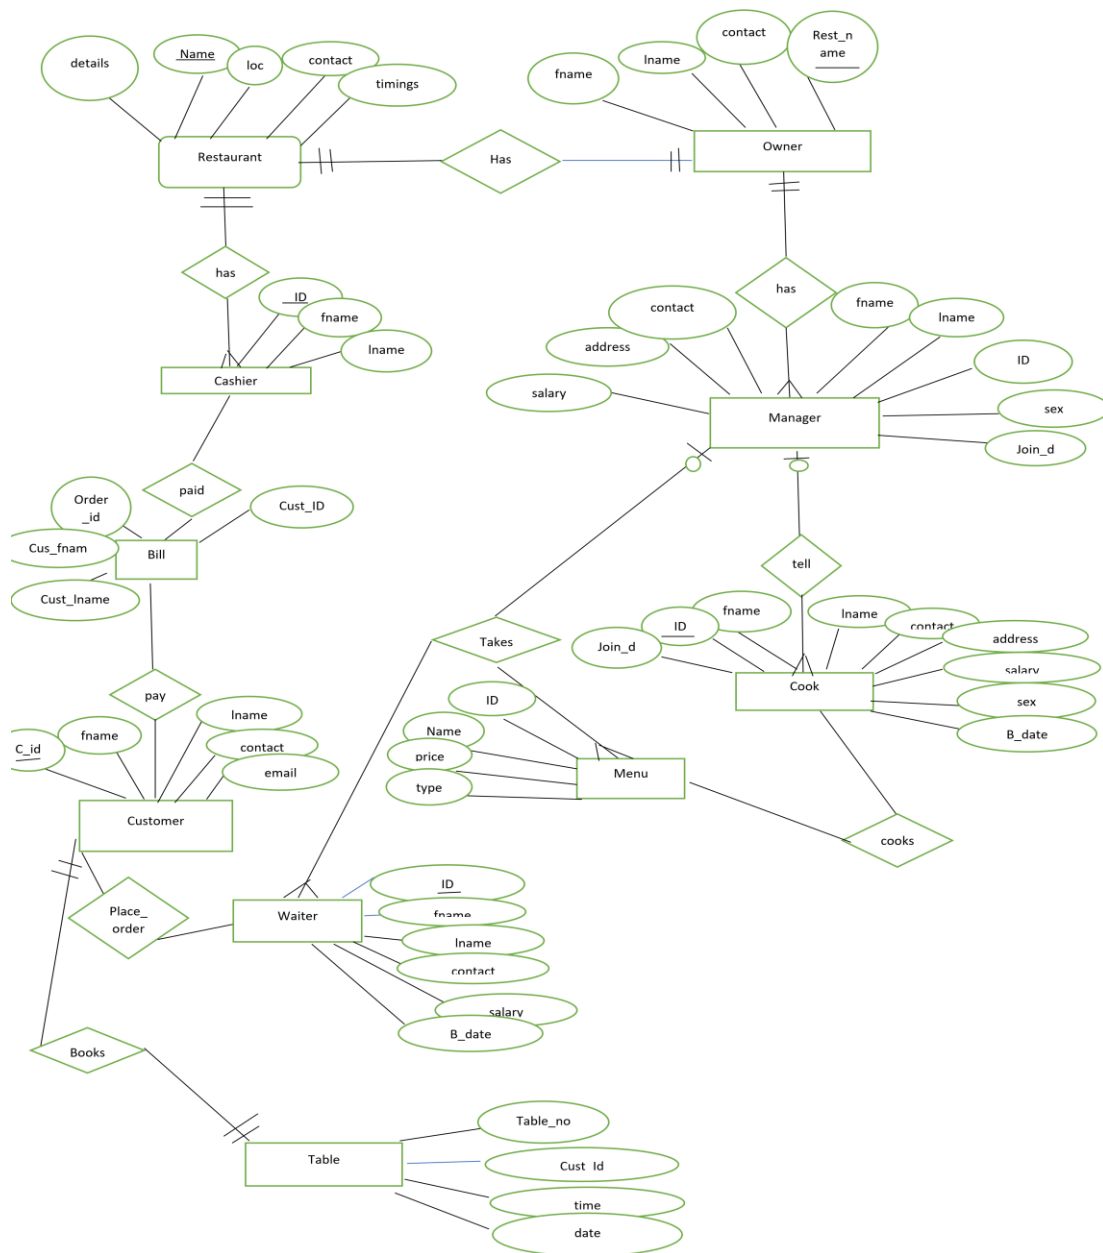 details
Name
loc
contact
timings
fname
lname
contact
Rest_n
ame
Restaurant
Has
Owner
has
ID
fname
lname
Cashier
has
contact
address
salary
fname
lname
ID
sex
Join_d
Manager
paid
Order
_id
Cust_ID
Cus_fnam
Bill
Cust_lname
tell
Takes
fname
ID
Join_d
lname
contact
address
salary
sex
B_date
Cook
pay
ID
Name
price
type
Menu
cooks
C_id
fname
lname
contact
email
Customer
Place_
order
Waiter
ID
fname
lname
contact
salary
B_date
Books
Table_no
Cust_Id
time
date
Table